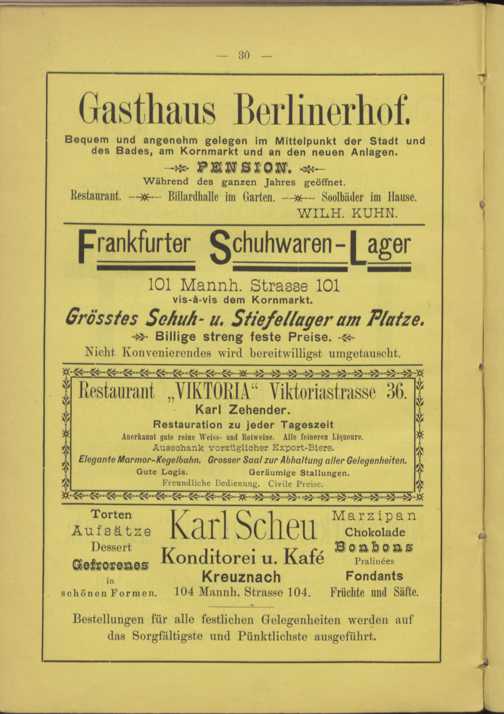 — 30 —
Gasthaus Berlinerhof.
Bequem und angenehm gelegen im Mittelpunkt der Stadt und
des Bades, am Kornmarkt und an den neuen Anlagen.
PENSION.
Während des ganzen Jahres geöffnet.
Restaurant. Billardhalle im Garten. Soolbäder im Hause.
WILH. KUHN.
Frankfurter Schuhwaren-Lager
101 Mannh. Strasse 101
vis-à-vis dem Kornmarkt.
Grösstes Schuh- u. Stiefellager am Platze.
Billige streng feste Preise.
Nicht Konvenierendes wird bereitwilligst umgetauscht.
Restaurant „VIKTORIA“ Viktoriastrasse 36.
Karl Zehender.
Restauration zu jeder Tageszeit
Anerkannt gute reine Weiss- und Rotweine. Alle feineren Liqueure.
Ausschank vorzüglicher Export-Biere.
Elegante Marmor-Kegelbahn. Grosser Saal zur Abhaltung aller Gelegenheiten.
Gute Logis. Geräumige Stallungen.
Freundliche Bedienung. Civile Preise.
Torten
Aufsätze
Dessert
Gefrorenes
in
schönen Formen.
Karl Scheu
Konditorei u. Kafé
Kreuznach
104 Mannh. Strasse 104.
Marzipan
Chokolade
Bonbons
Pralinées
Fondants
Früchte und Säfte.
Bestellungen für alle festlichen Gelegenheiten werden auf
das Sorgfältigste und Pünktlichste ausgeführt.